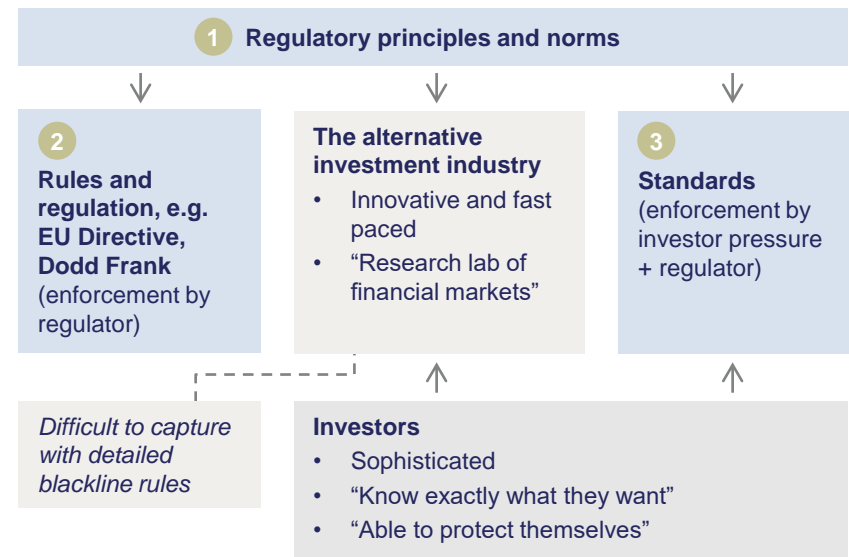 1 Regulatory principles and norms
2
Rules and
regulation, e.g.
EU Directive,
Dodd Frank
(enforcement by
regulator)
The alternative
investment industry
• Innovative and fast
paced
• “Research lab of
financial markets”
3
Standards
(enforcement by
investor pressure
+ regulator)
Difficult to capture
with detailed
blackline rules
Investors
• Sophisticated
• “Know exactly what they want”
• “Able to protect themselves”